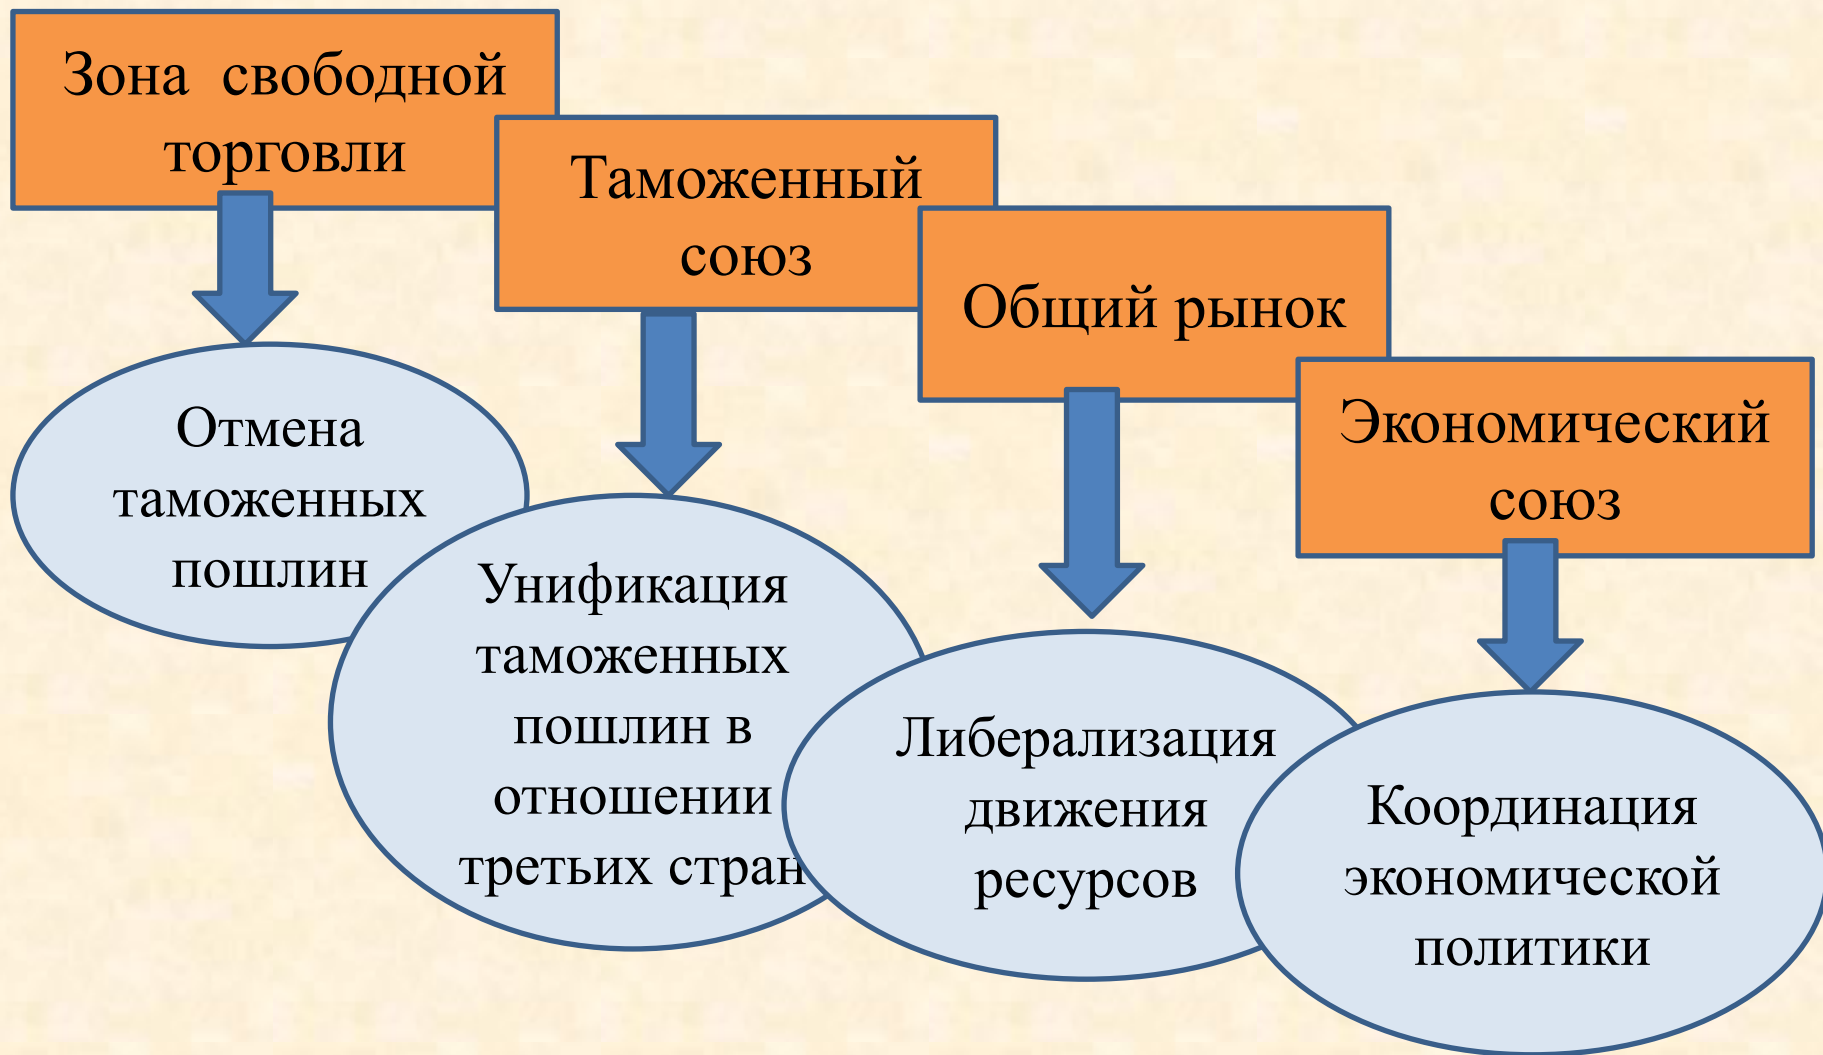 Зона свободной
торговли
Таможенный
союз
Общий рынок
Экономический
союз
Отмена
таможенных
пошлин
Унификация
таможенных
пошлин в
отношении
третьих стран
Либерализация
движения
ресурсов
Координация
экономической
политики